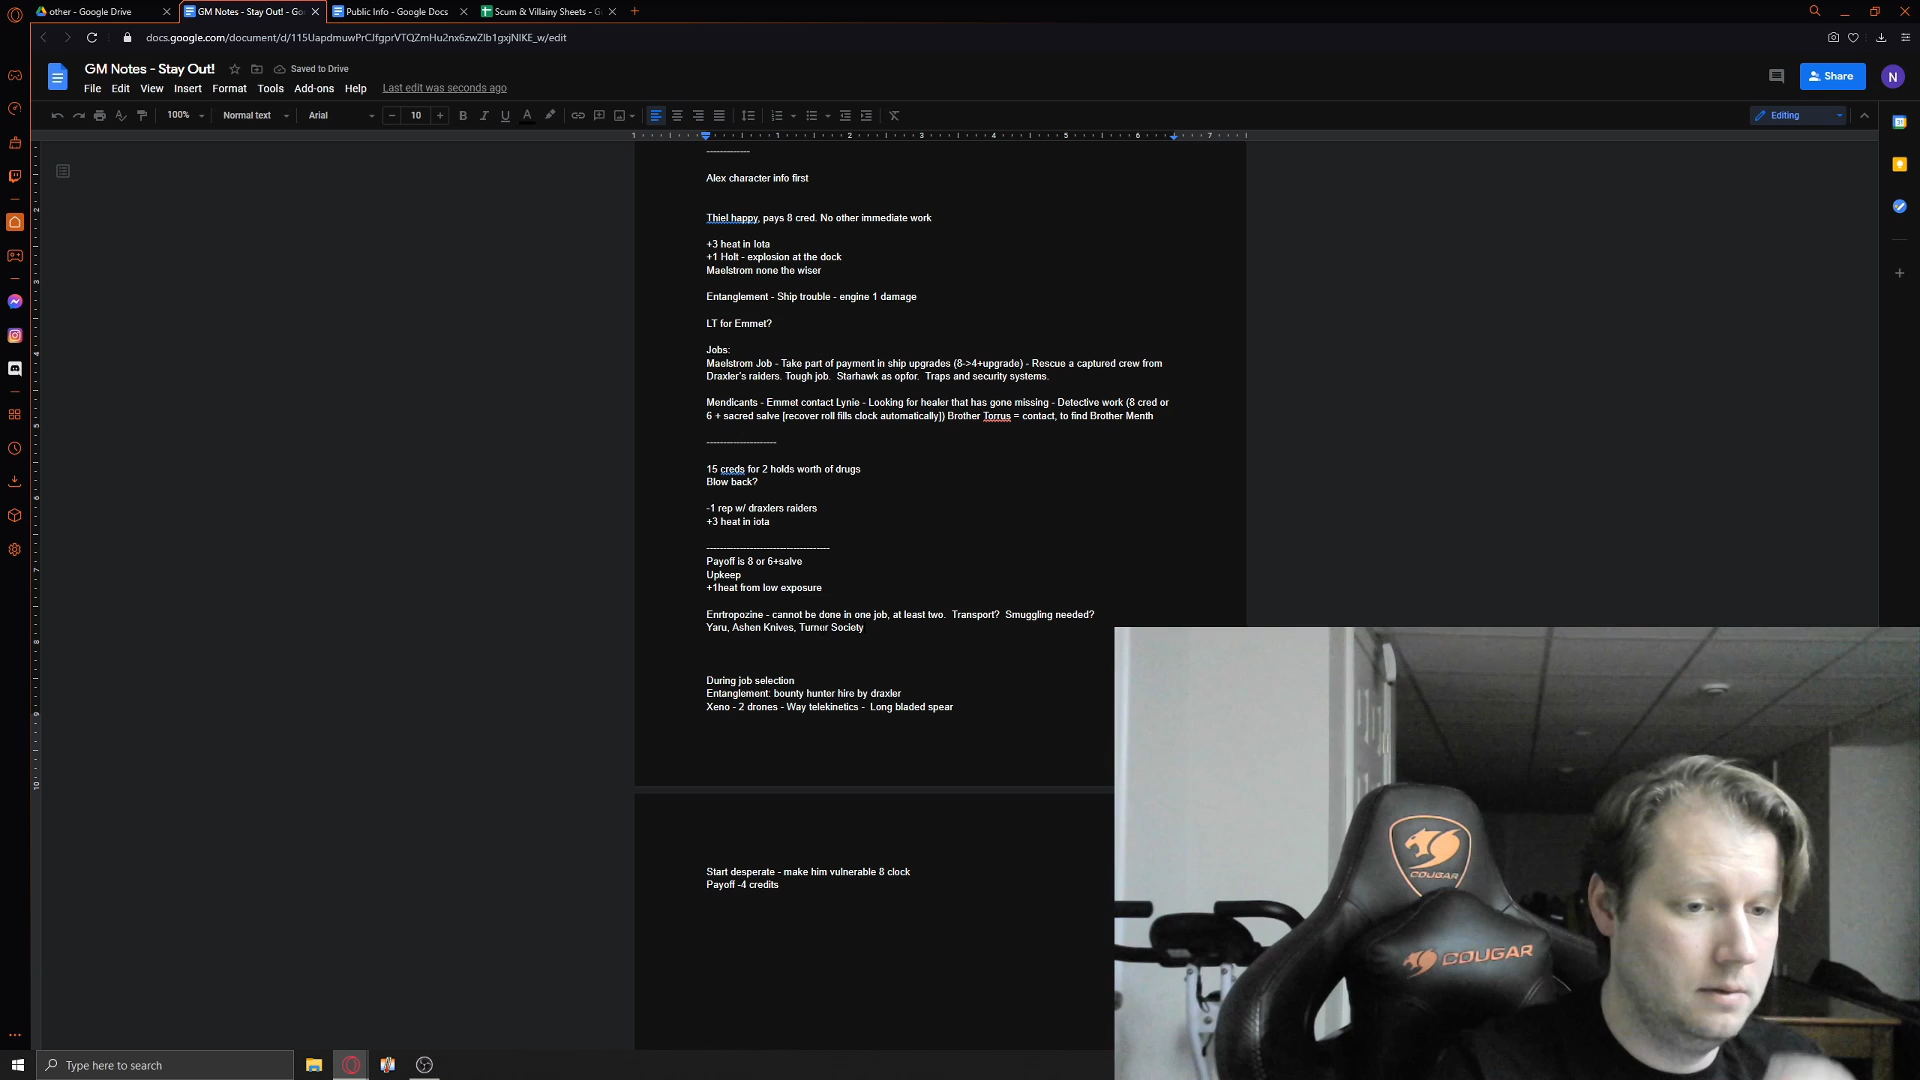 other - Google Drive
GM Notes - Stay Out! - Go
Public Info - Google Docs
Scum & Villainy Sheets - G
docs.google.com/document/d/115UapdmuwPrCJfgprVTQZmHu2nx6zwZIb1gxjNIKE_w/edit
GM Notes - Stay Out!
Saved to Drive
File Edit View Insert Format Tools Add-ons Help Last edit was seconds ago
Share
N
100% Normal text Arial 10 Editing
1 1 2 3 4 5 6 7
-------------
Alex character info first
Thiel happy, pays 8 cred. No other immediate work
+3 heat in Iota
+1 Holt - explosion at the dock
Maelstrom none the wiser
Entanglement - Ship trouble - engine 1 damage
LT for Emmet?
Jobs:
Maelstrom Job - Take part of payment in ship upgrades (8->4+upgrade) - Rescue a captured crew from
Draxler's raiders. Tough job. Starhawk as opfor. Traps and security systems.
Mendicants - Emmet contact Lynie - Looking for healer that has gone missing - Detective work (8 cred or
6 + sacred salve [recover roll fills clock automatically]) Brother Torrus = contact, to find Brother Menth
---------------------
15 creds for 2 holds worth of drugs
Blow back?
-1 rep w/ draxlers raiders
+3 heat in iota
-------------------------------------
Payoff is 8 or 6+salve
Upkeep
+1heat from low exposure
Enrtropozine - cannot be done in one job, at least two. Transport? Smuggling needed?
Yaru, Ashen Knives, Turner Society
During job selection
Entanglement: bounty hunter hire by draxler
Xeno - 2 drones - Way telekinetics - Long bladed spear
Start desperate - make him vulnerable 8 clock
Payoff -4 credits
COUGAR
COUGAR
Type here to search